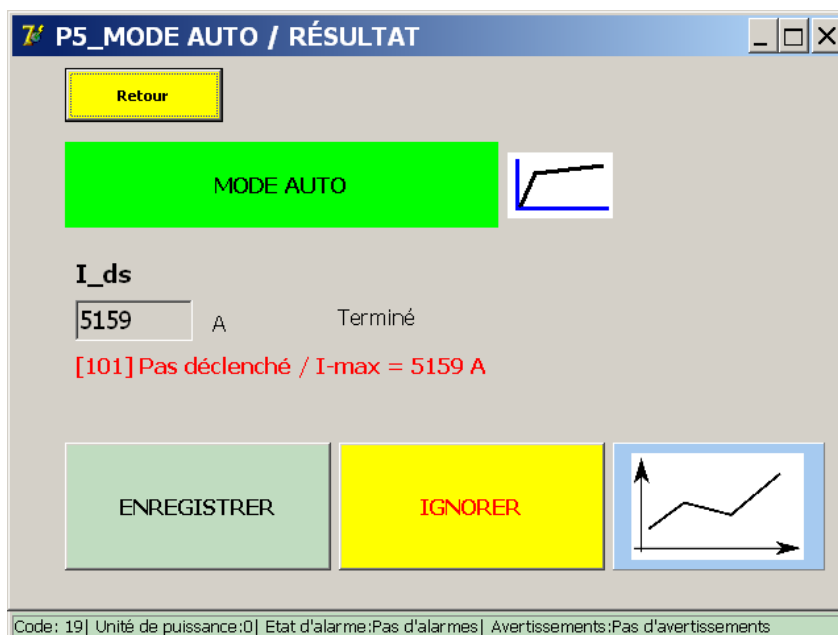 P5_MODE AUTO / RÉSULTAT
Retour
MODE AUTO
I_ds
5159 A Terminé
[101] Pas déclenché / I-max = 5159 A
ENREGISTRER IGNORER
Code: 19| Unité de puissance:0| Etat d'alarme:Pas d'alarmes| Avertissements:Pas d'avertissements